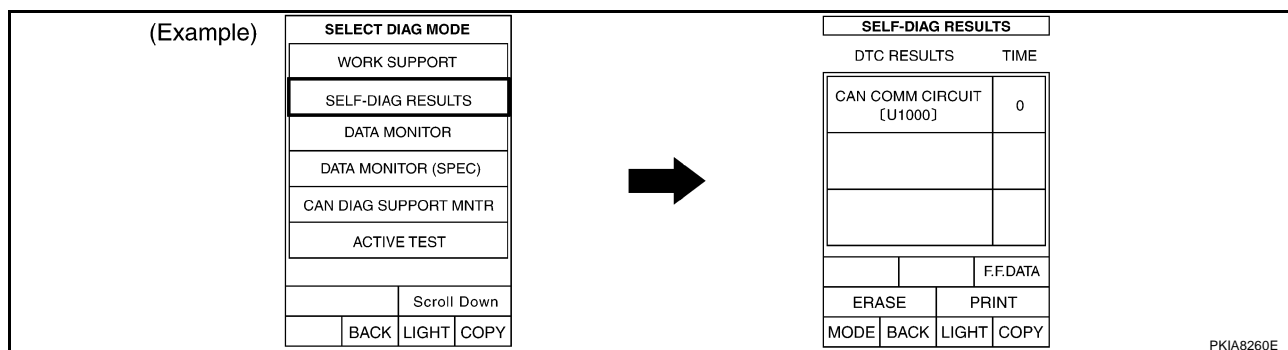 (Example)
SELECT DIAG MODE
WORK SUPPORT
SELF-DIAG RESULTS
DATA MONITOR
DATA MONITOR (SPEC)
CAN DIAG SUPPORT MNTR
ACTIVE TEST
Scroll Down
BACK LIGHT COPY
SELF-DIAG RESULTS
DTC RESULTS TIME
CAN COMM CIRCUIT 0
〔U1000〕
F.F.DATA
ERASE PRINT
MODE BACK LIGHT COPY
PKIA8260E